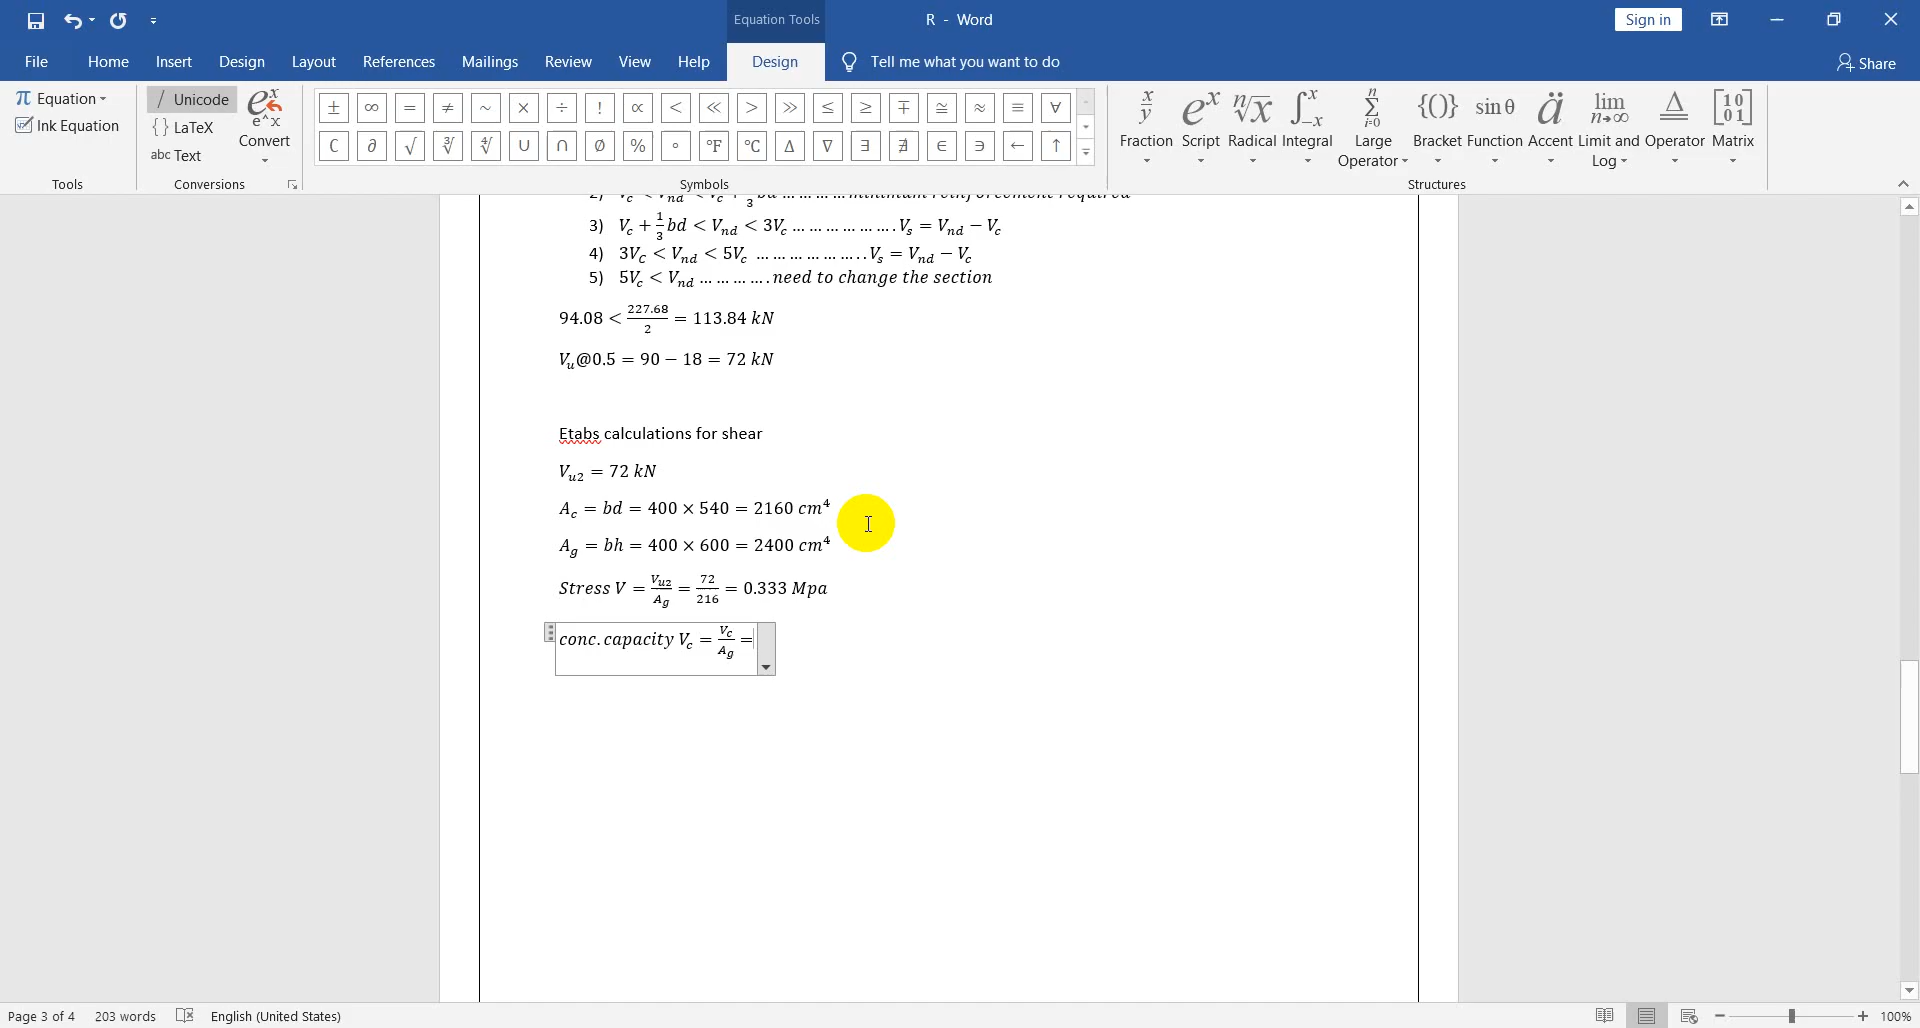 Equation Tools
R - Word
Sign in
File Home Insert Design Layout References Mailings Review View Help Design Tell me what you want to do Share
π Equation
Ink Equation
Tools
/ Unicode
{ } LaTeX
abc Text
Convert
Conversions
± ∞ = ≠ ~ × ÷ ! ∝ < ≪ > ≫ ≤ ≥ ∓ ≅ ≈ ≡ ∀
∁ ∂ √ ∛ ∜ ∪ ∩ ∅ % ° °F °C ∆ ∇ ∃ ∄ ∈ ∋ ← ↑
Symbols
Fraction Script Radical Integral Large Operator Bracket Function Accent Limit and Log Operator Matrix
Structures
3) V_c + 1/3 bd < V_nd < 3V_c … … … … … … . V_s = V_nd − V_c
4) 3V_C < V_nd < 5V_c … … … … … … . . V_s = V_nd − V_c
5) 5V_c < V_nd … … … … . need to change the section
94.08 < 227.68/2 = 113.84 kN
V_u@0.5 = 90 − 18 = 72 kN
Etabs calculations for shear
V_u2 = 72 kN
A_c = bd = 400 × 540 = 2160 cm⁴
A_g = bh = 400 × 600 = 2400 cm⁴
Stress V = V_u2/A_g = 72/216 = 0.333 Mpa
conc. capacity V_c = V_c/A_g =
Page 3 of 4 203 words English (United States) 100%